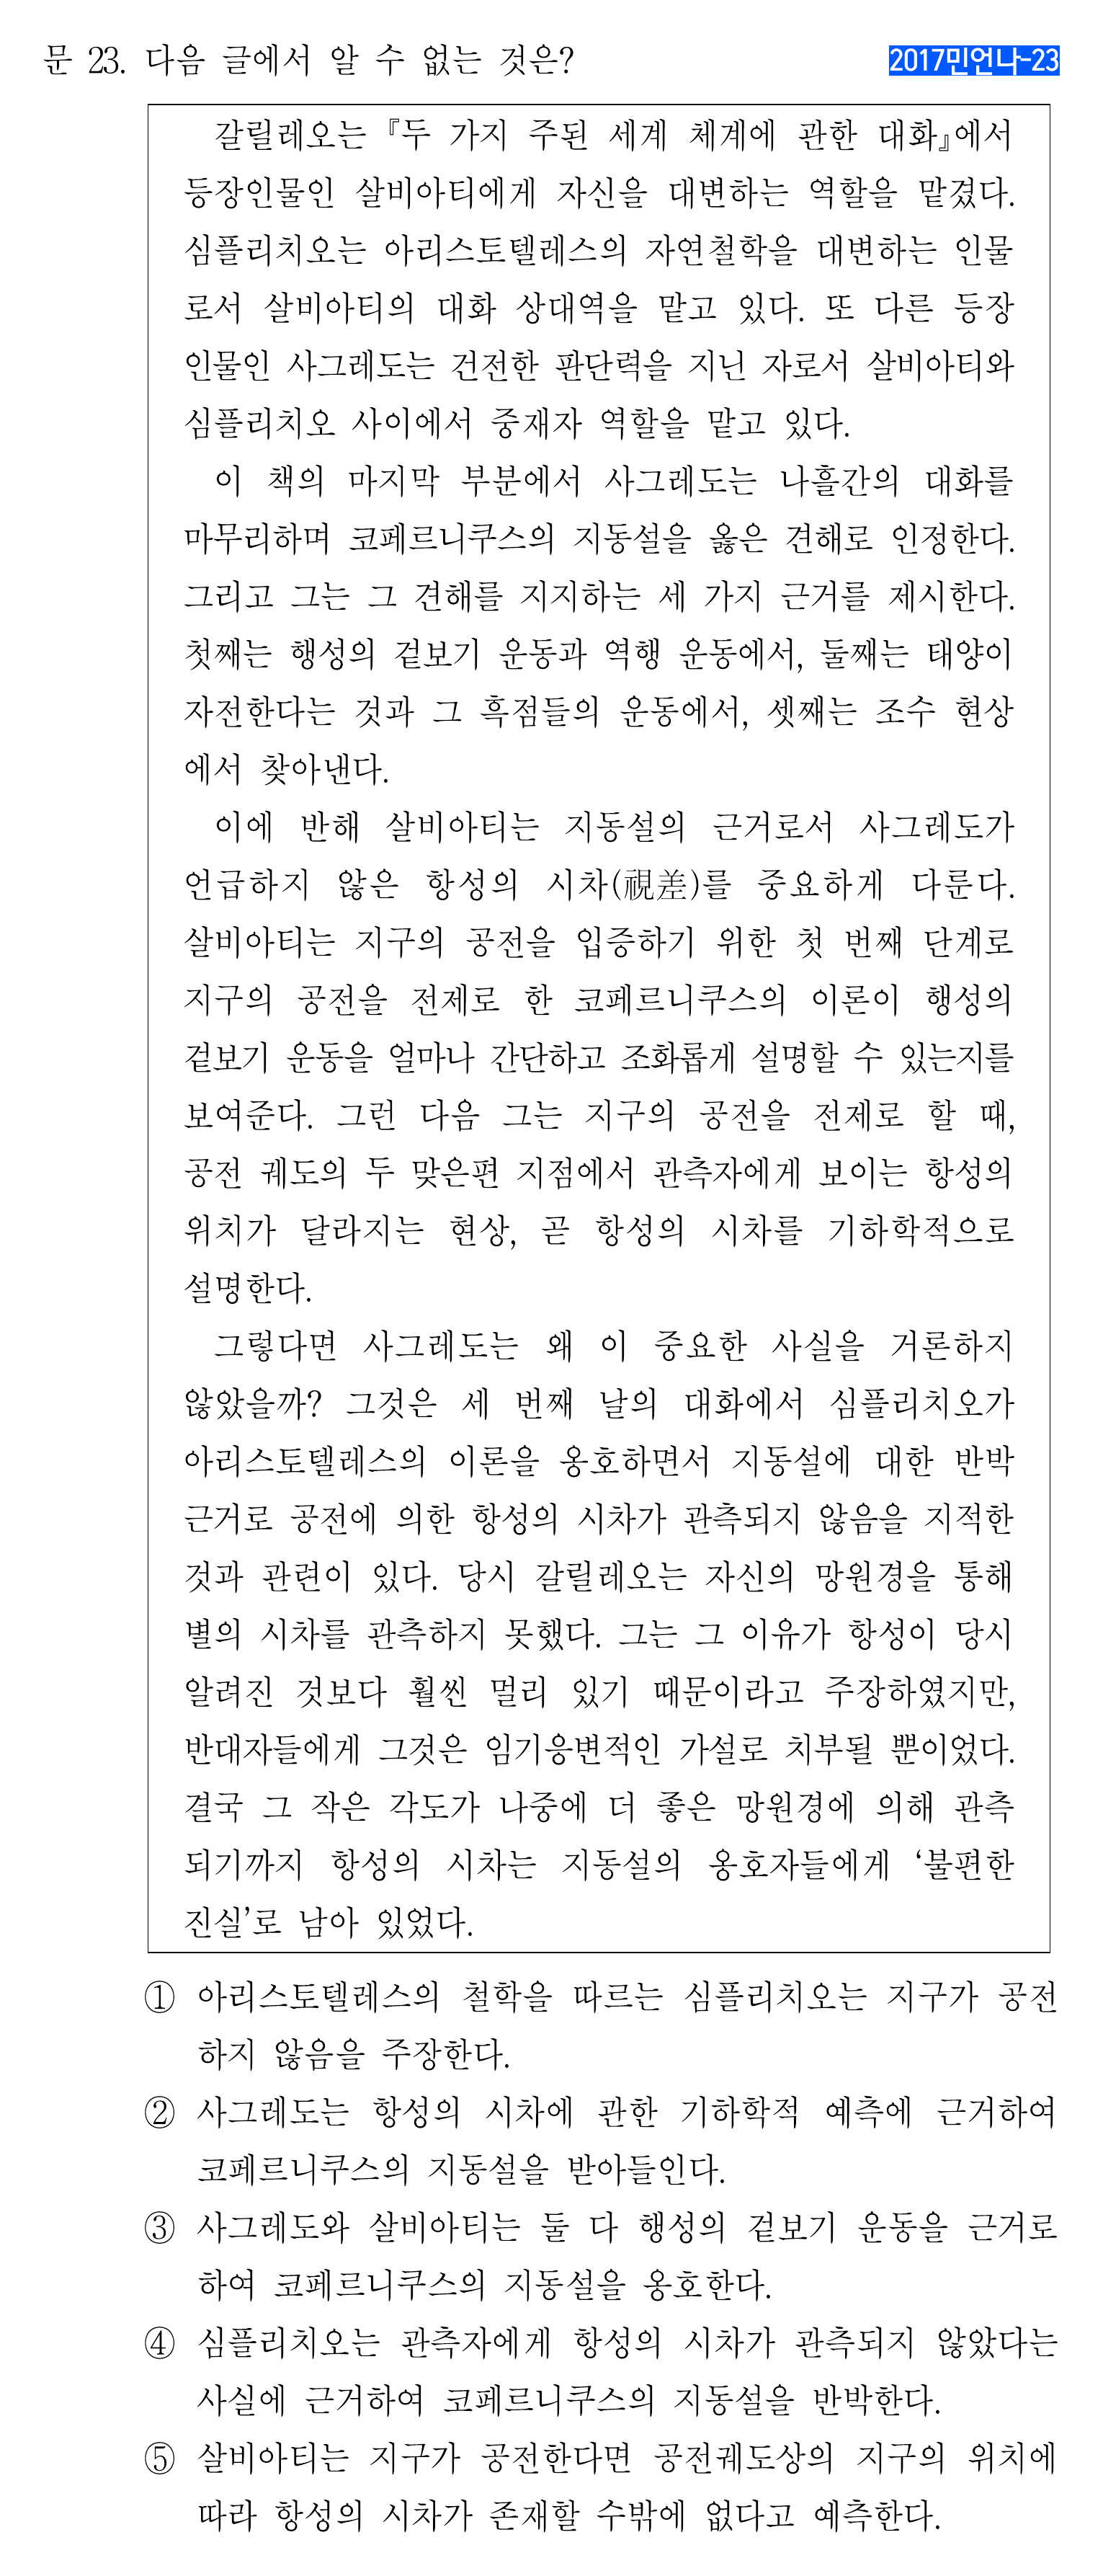 문 23. 다음 글에서 알 수 없는 것은?
2017민언나-23
갈릴레오는 『두 가지 주된 세계 체계에 관한 대화』에서
등장인물인 살비아티에게 자신을 대변하는 역할을 맡겼다.
심플리치오는 아리스토텔레스의 자연철학을 대변하는 인물
로서 살비아티의 대화 상대역을 맡고 있다. 또 다른 등장
인물인 사그레도는 건전한 판단력을 지닌 자로서 살비아티와
심플리치오 사이에서 중재자 역할을 맡고 있다.
이 책의 마지막 부분에서 사그레도는 나흘간의 대화를
마무리하며 코페르니쿠스의 지동설을 옳은 견해로 인정한다.
그리고 그는 그 견해를 지지하는 세 가지 근거를 제시한다.
첫째는 행성의 겉보기 운동과 역행 운동에서, 둘째는 태양이
자전한다는 것과 그 흑점들의 운동에서, 셋째는 조수 현상
에서 찾아낸다.
이에 반해 살비아티는 지동설의 근거로서 사그레도가
언급하지 않은 항성의 시차(視差)를 중요하게 다룬다.
살비아티는 지구의 공전을 입증하기 위한 첫 번째 단계로
지구의 공전을 전제로 한 코페르니쿠스의 이론이 행성의
겉보기 운동을 얼마나 간단하고 조화롭게 설명할 수 있는지를
보여준다. 그런 다음 그는 지구의 공전을 전제로 할 때,
공전 궤도의 두 맞은편 지점에서 관측자에게 보이는 항성의
위치가 달라지는 현상, 곧 항성의 시차를 기하학적으로
설명한다.
그렇다면 사그레도는 왜 이 중요한 사실을 거론하지
않았을까? 그것은 세 번째 날의 대화에서 심플리치오가
아리스토텔레스의 이론을 옹호하면서 지동설에 대한 반박
근거로 공전에 의한 항성의 시차가 관측되지 않음을 지적한
것과 관련이 있다. 당시 갈릴레오는 자신의 망원경을 통해
별의 시차를 관측하지 못했다. 그는 그 이유가 항성이 당시
알려진 것보다 훨씬 멀리 있기 때문이라고 주장하였지만,
반대자들에게 그것은 임기응변적인 가설로 치부될 뿐이었다.
결국 그 작은 각도가 나중에 더 좋은 망원경에 의해 관측
되기까지 항성의 시차는 지동설의 옹호자들에게 ‘불편한
진실’로 남아 있었다.
① 아리스토텔레스의 철학을 따르는 심플리치오는 지구가 공전
하지 않음을 주장한다.
② 사그레도는 항성의 시차에 관한 기하학적 예측에 근거하여
코페르니쿠스의 지동설을 받아들인다.
③ 사그레도와 살비아티는 둘 다 행성의 겉보기 운동을 근거로
하여 코페르니쿠스의 지동설을 옹호한다.
④ 심플리치오는 관측자에게 항성의 시차가 관측되지 않았다는
사실에 근거하여 코페르니쿠스의 지동설을 반박한다.
⑤ 살비아티는 지구가 공전한다면 공전궤도상의 지구의 위치에
따라 항성의 시차가 존재할 수밖에 없다고 예측한다.